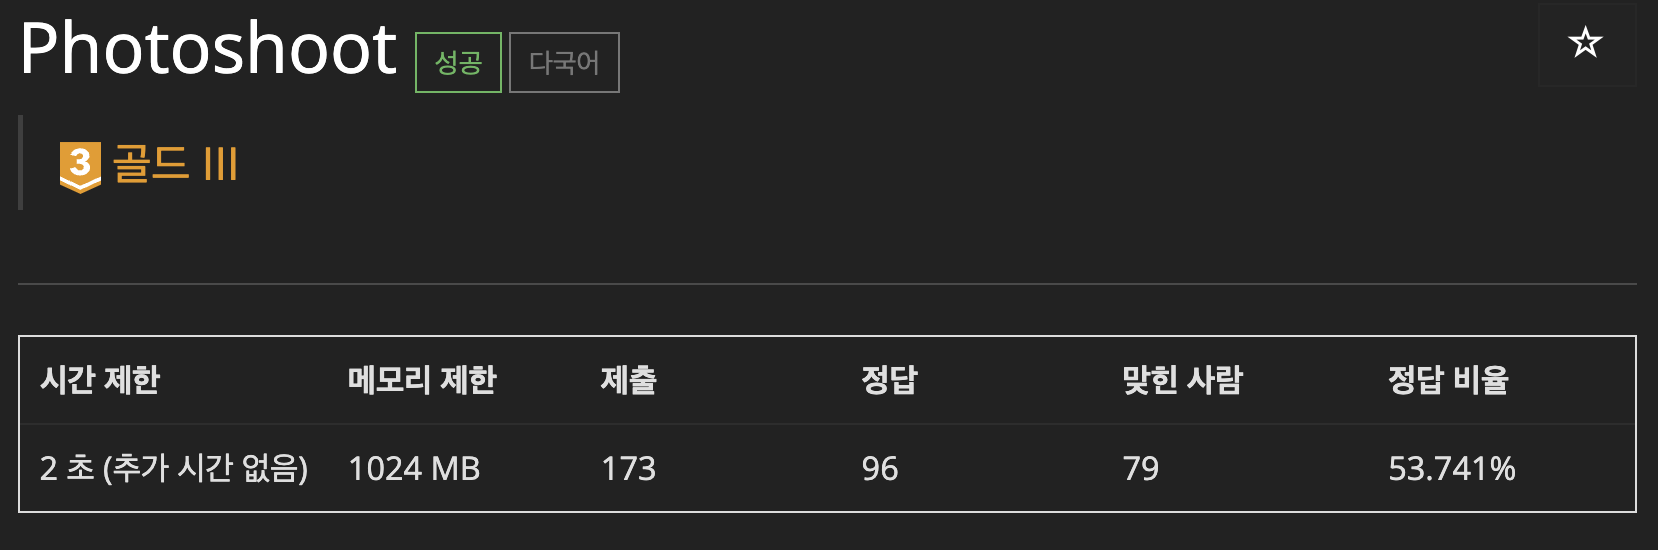 Photoshoot 성공 다국어
3 골드 III
시간 제한 메모리 제한 제출 정답 맞힌 사람 정답 비율
2 초 (추가 시간 없음) 1024 MB 173 96 79 53.741%